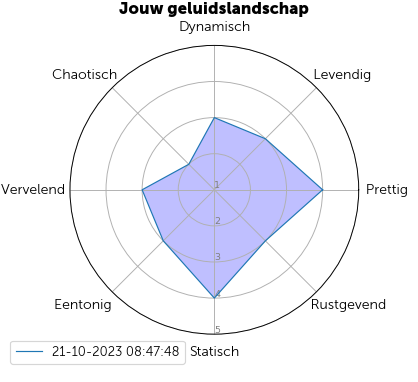 Jouw geluidslandschap
Dynamisch
Chaotisch
Levendig
Vervelend
Prettig
1
2
3
4
5
Eentonig
Rustgevend
Statisch
21-10-2023 08:47:48